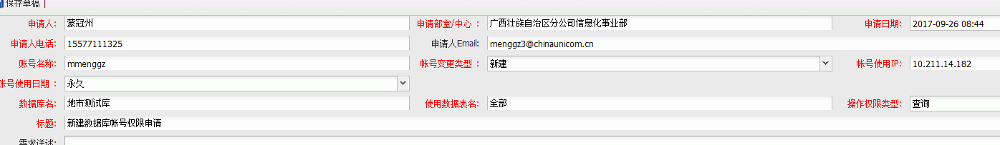 保存草稿
申请人: 蒙冠州 申请部室/中心 : 广西壮族自治区分公司信息化事业部 申请日期: 2017-09-26 08:44
申请人电话: 15577111325 申请人Email: menggz3@chinaunicom.cn
账号名称: mmenggz 帐号变更类型 : 新建 帐号使用IP: 10.211.14.182
账号使用日期 : 永久
数据库名: 地市测试库 使用数据表名: 全部 操作权限类型: 查询
标题: 新建数据库帐号权限申请
需求详述: